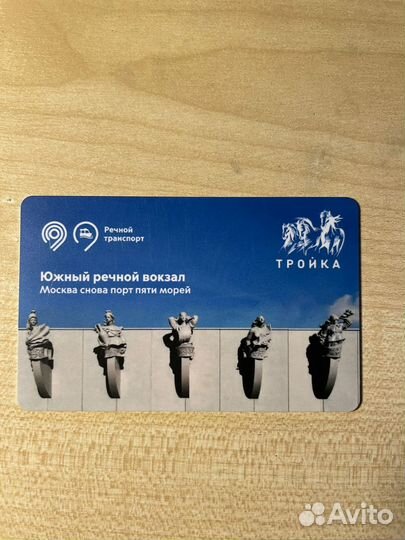 Речной
транспорт
ТРОЙКА
Южный речной вокзал
Москва снова порт пяти морей
Avito